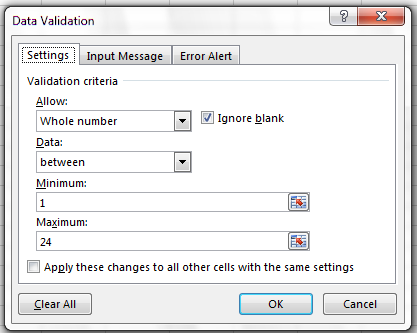 Data Validation
Settings Input Message Error Alert
Validation criteria
Allow:
Whole number Ignore blank
Data:
between
Minimum:
1
Maximum:
24
Apply these changes to all other cells with the same settings
Clear All OK Cancel